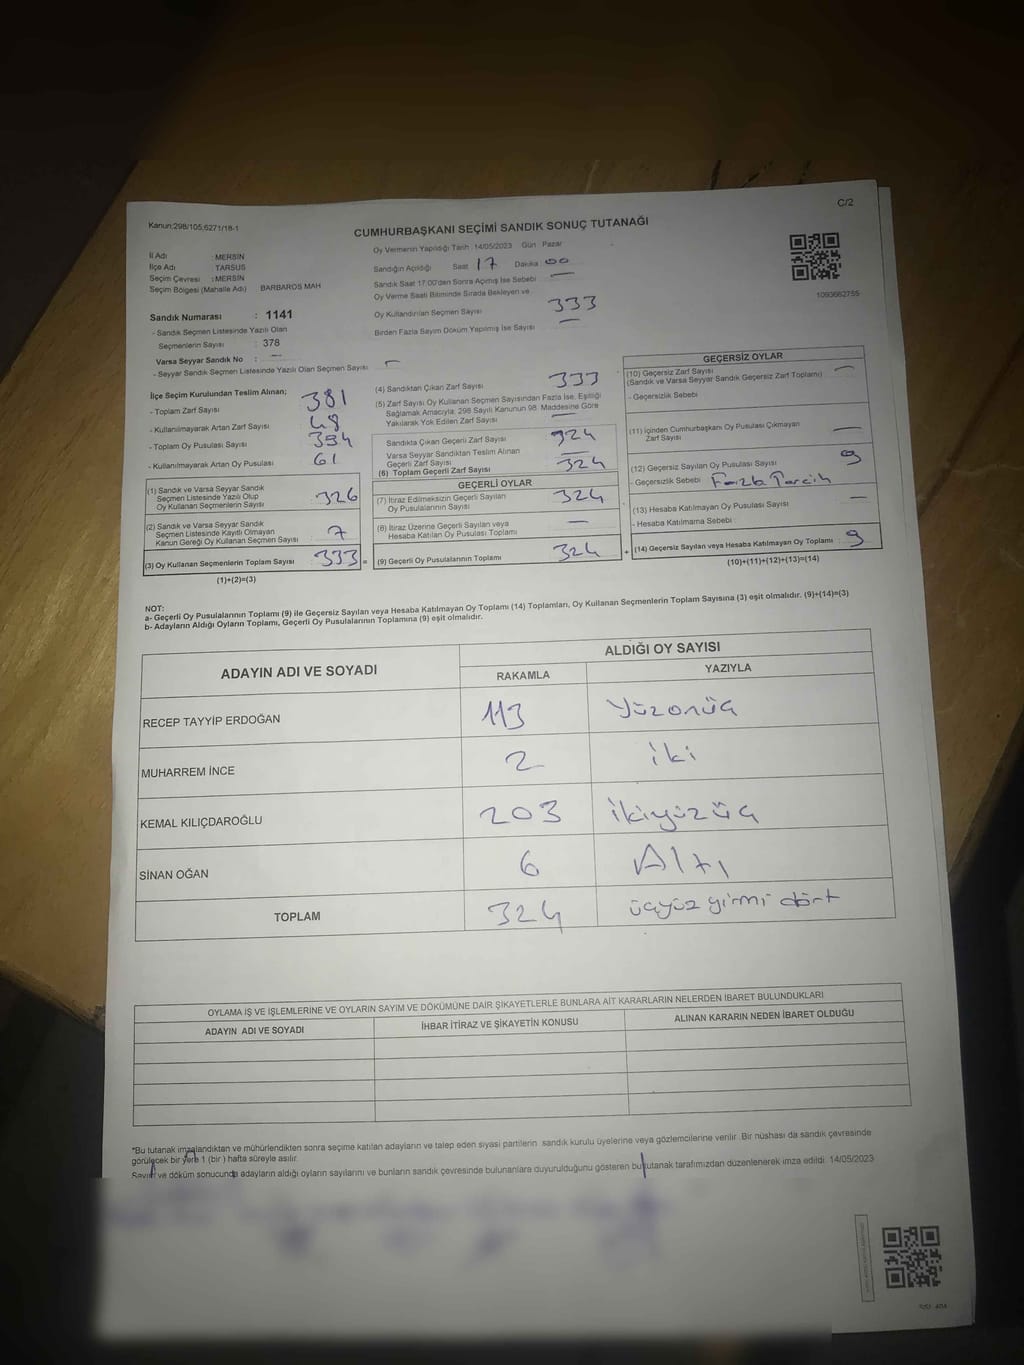 C/2
Kanun:298/105,6271/18-1
CUMHURBAŞKANI SEÇİMİ SANDIK SONUÇ TUTANAĞI
İl Adı : MERSİN
İlçe Adı : TARSUS
Seçim Çevresi : MERSİN
Seçim Bölgesi (Mahalle Adı) BARBAROS MAH
Sandık Numarası : 1141
- Sandık Seçmen Listesinde Yazılı Olan
Seçmenlerin Sayısı : 378
Varsa Seyyar Sandık No : —
- Seyyar Sandık Seçmen Listesinde Yazılı Olan Seçmen Sayısı —
Oy Vermenin Yapıldığı Tarih : 14/05/2023 Gün : Pazar
Sandığın Açıldığı Saat 17 Dakika : 00
Sandık Saat 17.00'den Sonra Açılmış İse Sebebi —
Oy Verme Saati Bitiminde Sırada Bekleyen ve
Oy Kullandırılan Seçmen Sayısı 333
Birden Fazla Sayım Döküm Yapılmış İse Sayısı —
1093662755
İlçe Seçim Kurulundan Teslim Alınan;
- Toplam Zarf Sayısı 381
- Kullanılmayarak Artan Zarf Sayısı 48
- Toplam Oy Pusulası Sayısı 394
- Kullanılmayarak Artan Oy Pusulası 61
(1) Sandık ve Varsa Seyyar Sandık
Seçmen Listesinde Yazılı Olup
Oy Kullanan Seçmenlerin Sayısı 326
(2) Sandık ve Varsa Seyyar Sandık
Seçmen Listesinde Kayıtlı Olmayan
Kanun Gereği Oy Kullanan Seçmen Sayısı 7
(3) Oy Kullanan Seçmenlerin Toplam Sayısı 333 =
(1)+(2)=(3)
(4) Sandıktan Çıkan Zarf Sayısı 333
(5) Zarf Sayısı Oy Kullanan Seçmen Sayısından Fazla İse, Eşitliği
Sağlamak Amacıyla, 298 Sayılı Kanunun 98. Maddesine Göre
Yakılarak Yok Edilen Zarf Sayısı —
Sandıkta Çıkan Geçerli Zarf Sayısı 924
Varsa Seyyar Sandıktan Teslim Alınan
Geçerli Zarf Sayısı —
(6) Toplam Geçerli Zarf Sayısı 324
GEÇERLİ OYLAR
(7) İtiraz Edilmeksizin Geçerli Sayılan
Oy Pusulasının Sayısı 324
(8) İtiraz Üzerine Geçerli Sayılan veya
Hesaba Katılan Oy Pusulası Toplamı —
(9) Geçerli Oy Pusulalarının Toplamı 324 +
GEÇERSİZ OYLAR
(10) Geçersiz Zarf Sayısı —
(Sandık ve Varsa Seyyar Sandık Geçersiz Zarf Toplamı)
- Geçersizlik Sebebi
(11) İçinden Cumhurbaşkanı Oy Pusulası Çıkmayan
Zarf Sayısı —
(12) Geçersiz Sayılan Oy Pusulası Sayısı 9
- Geçersizlik Sebebi Fazla Tercih
(13) Hesaba Katılmayan Oy Pusulası Sayısı —
- Hesaba Katılmama Sebebi :
(14) Geçersiz Sayılan veya Hesaba Katılmayan Oy Toplamı : 9
(10)+(11)+(12)+(13)=(14)
NOT:
a- Geçerli Oy Pusulalarının Toplamı (9) ile Geçersiz Sayılan veya Hesaba Katılmayan Oy Toplamı (14) Toplamları, Oy Kullanan Seçmenlerin Toplam Sayısına (3) eşit olmalıdır. (9)+(14)=(3)
b- Adayların Aldığı Oyların Toplamı, Geçerli Oy Pusulalarının Toplamına (9) eşit olmalıdır.
ADAYIN ADI VE SOYADI
ALDIĞI OY SAYISI
RAKAMLA YAZIYLA
RECEP TAYYİP ERDOĞAN 113 Yüzonüç
MUHARREM İNCE 2 iki
KEMAL KILIÇDAROĞLU 203 ikiyüzüç
SİNAN OĞAN 6 Altı
TOPLAM 324 üçyüz yirmi dört
OYLAMA İŞ VE İŞLEMLERİNE VE OYLARIN SAYIM VE DÖKÜMÜNE DAİR ŞİKAYETLERLE BUNLARA AİT KARARLARIN NELERDEN İBARET BULUNDUKLARI
ADAYIN ADI VE SOYADI İHBAR İTİRAZ VE ŞİKAYETİN KONUSU ALINAN KARARIN NEDEN İBARET OLDUĞU
*Bu tutanak imzalandıktan ve mühürlendikten sonra seçime katılan adayların ve talep eden siyasi partilerin sandık kurulu üyelerine veya gözlemcilerine verilir. Bir nüshası da sandık çevresinde
görülecek bir yere 1 (bir) hafta süreyle asılır.
Sayım ve döküm sonucunda adayların aldığı oyların sayılarını ve bunların sandık çevresinde bulunanlara duyurulduğunu gösteren bu tutanak tarafımızdan düzenlenerek imza edildi. 14/05/2023